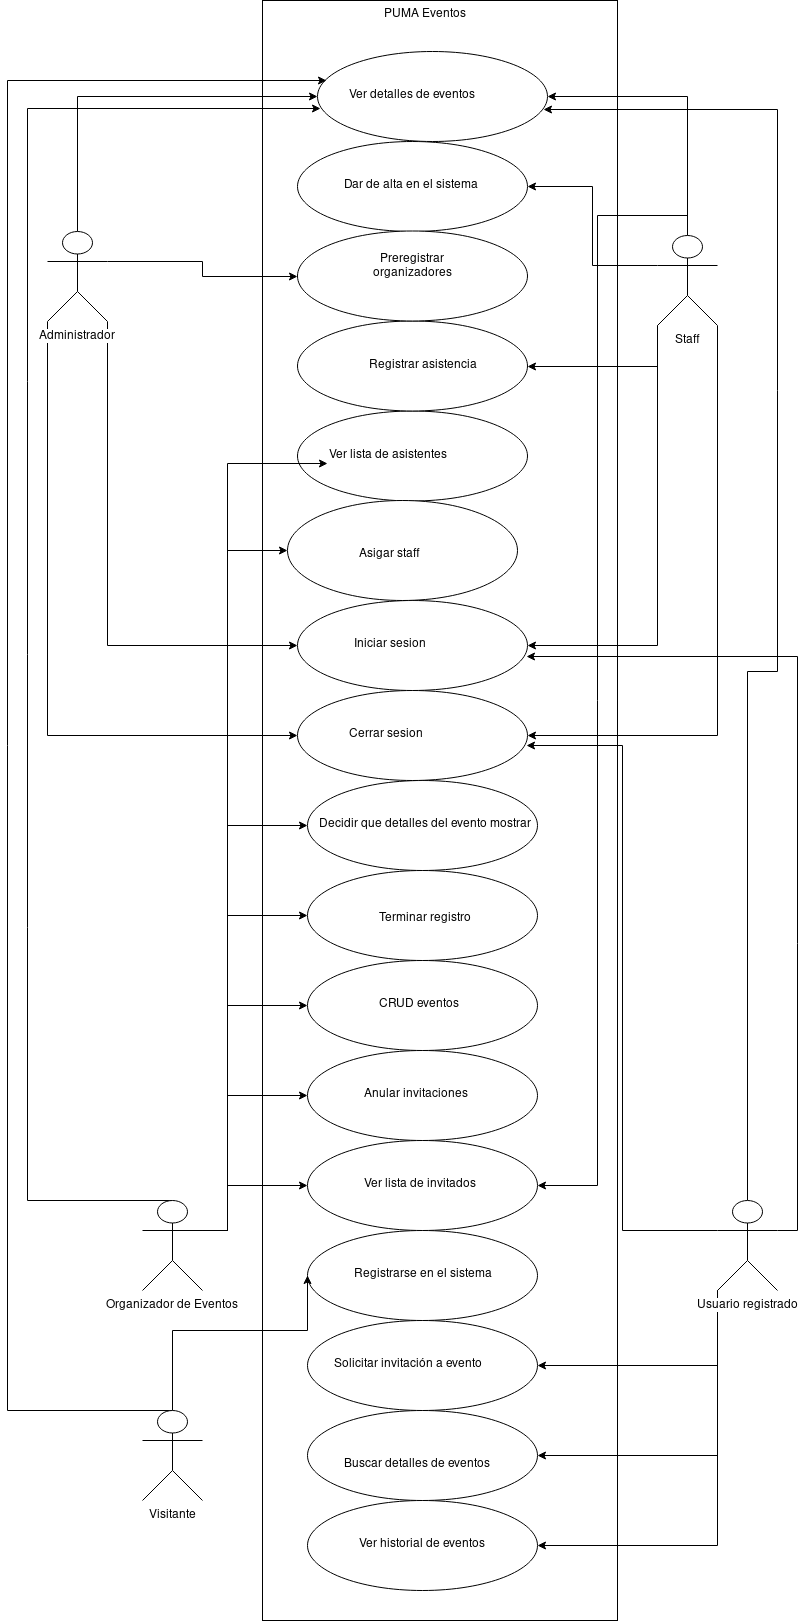 PUMA Eventos
Ver detalles de eventos
Dar de alta en el sistema
Preregistrar
organizadores
Administrador
Staff
Registrar asistencia
Ver lista de asistentes
Asigar staff
Iniciar sesion
Cerrar sesion
Decidir que detalles del evento mostrar
Terminar registro
CRUD eventos
Anular invitaciones
Ver lista de invitados
Registrarse en el sistema
Organizador de Eventos
Usuario registrado
Solicitar invitación a evento
Buscar detalles de eventos
Visitante
Ver historial de eventos